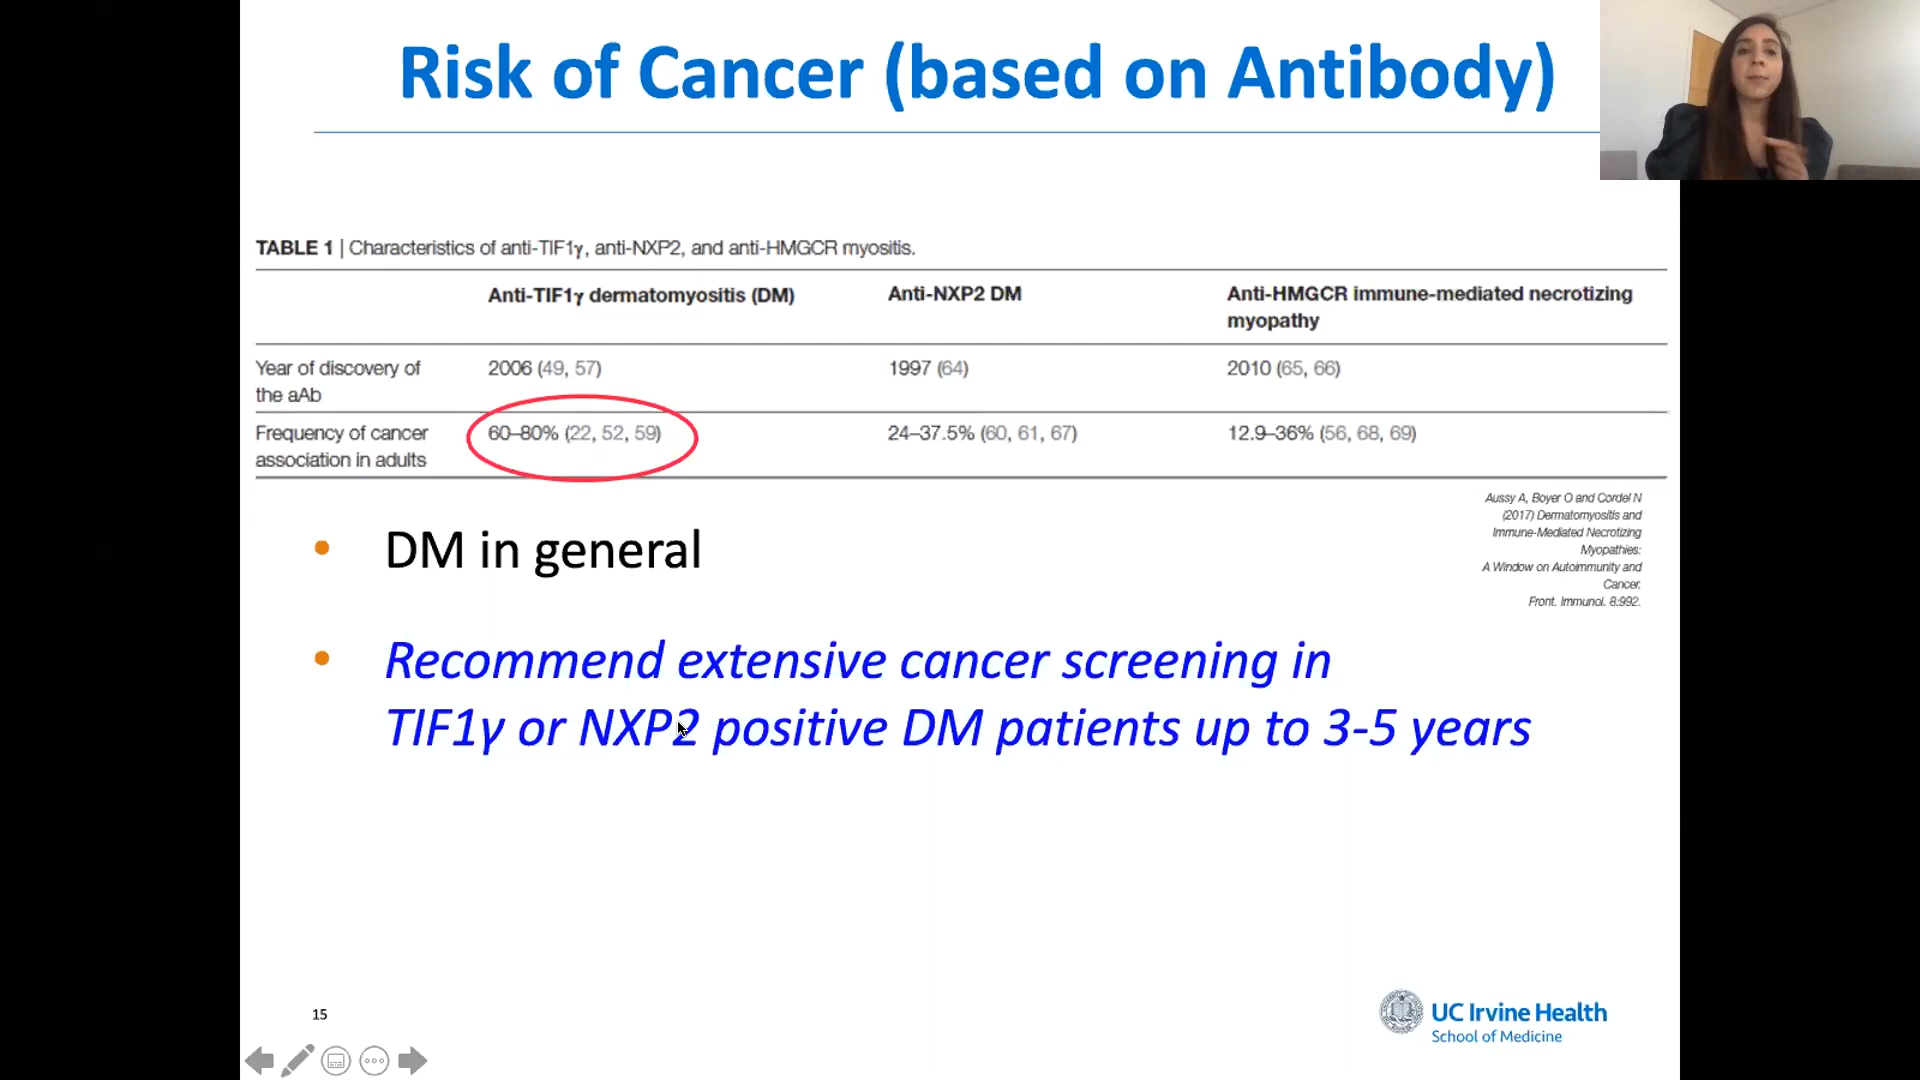 Risk of Cancer (based on Antibody)
TABLE 1 | Characteristics of anti-TIF1γ, anti-NXP2, and anti-HMGCR myositis.
Anti-TIF1γ dermatomyositis (DM) Anti-NXP2 DM Anti-HMGCR immune-mediated necrotizing
myopathy
Year of discovery of 2006 (49, 57) 1997 (64) 2010 (65, 66)
the aAb
Frequency of cancer 60–80% (22, 52, 59) 24–37.5% (60, 61, 67) 12.9–36% (56, 68, 69)
association in adults
Aussy A, Boyer O and Cordel N
(2017) Dermatomyositis and
Immune-Mediated Necrotizing
Myopathies:
A Window on Autoimmunity and
Cancer.
Front. Immunol. 8:992.
• DM in general
• Recommend extensive cancer screening in
TIF1γ or NXP2 positive DM patients up to 3-5 years
15
UC Irvine Health
School of Medicine